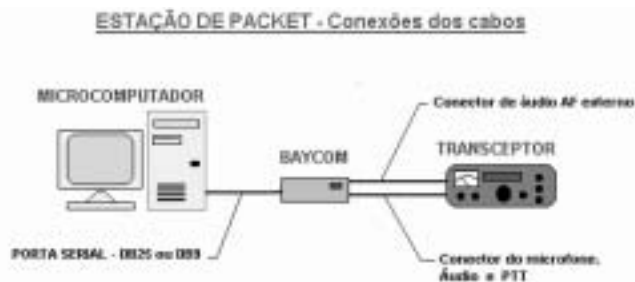 ESTAÇÃO DE PACKET - Conexões dos cabos
MICROCOMPUTADOR
Conector de áudio AF externo
BAYCOM
TRANSCEPTOR
PORTA SERIAL - DB25 ou DB9
Conector do microfone,
Áudio e PTT